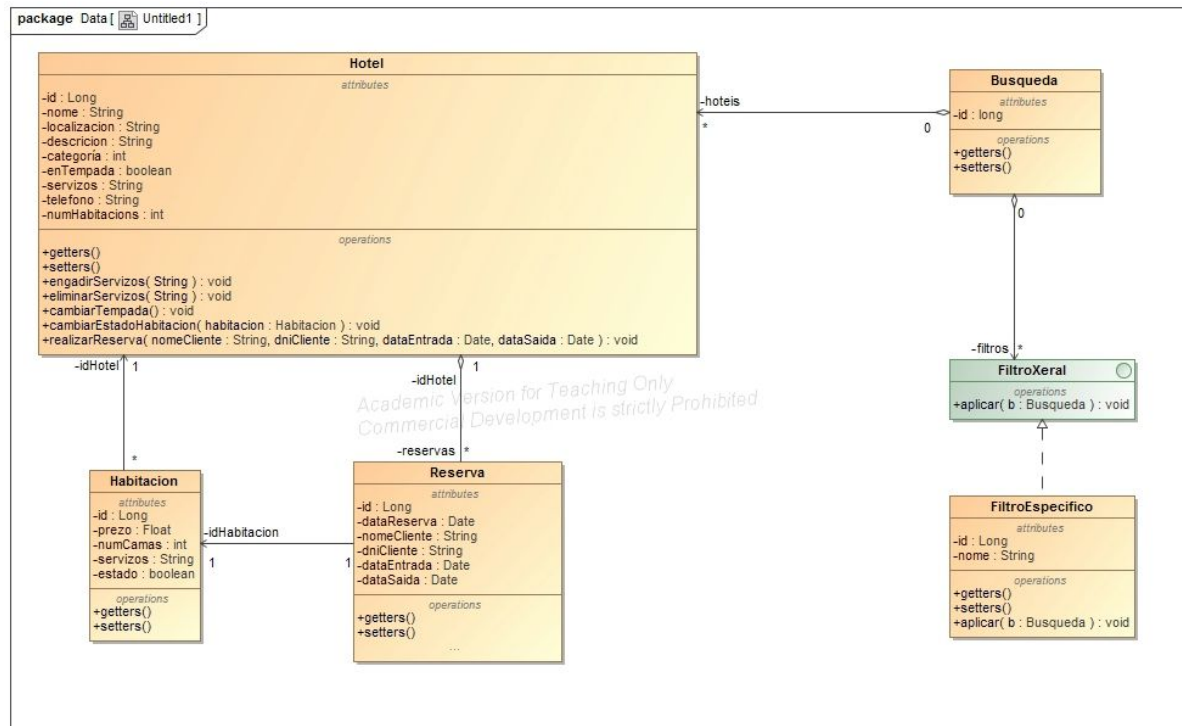 package Data [ Untitled1 ]
Hotel
attributes
-id : Long
-nome : String
-localizacion : String
-descricion : String
-categoría : int
-enTempada : boolean
-servizos : String
-telefono : String
-numHabitacions : int
operations
+getters()
+setters()
+engadirServizos( String ) : void
+eliminarServizos( String ) : void
+cambiarTempada() : void
+cambiarEstadoHabitacion( habitacion : Habitacion ) : void
+realizarReserva( nomeCliente : String, dniCliente : String, dataEntrada : Date, dataSaida : Date ) : void
-hoteis
*
0
Busqueda
attributes
-id : long
operations
+getters()
+setters()
0
-filtros
*
FiltroXeral
operations
+aplicar( b : Busqueda ) : void
FiltroEspecifico
attributes
-id : Long
-nome : String
operations
+getters()
+setters()
+aplicar( b : Busqueda ) : void
-idHotel
1
*
-idHotel
1
-reservas
*
Academic Version for Teaching Only
Commercial Development is strictly Prohibited
Habitacion
attributes
-id : Long
-prezo : Float
-numCamas : int
-servizos : String
-estado : boolean
operations
+getters()
+setters()
-idHabitacion
1
1
Reserva
attributes
-id : Long
-dataReserva : Date
-nomeCliente : String
-dniCliente : String
-dataEntrada : Date
-dataSaida : Date
operations
+getters()
+setters()
...